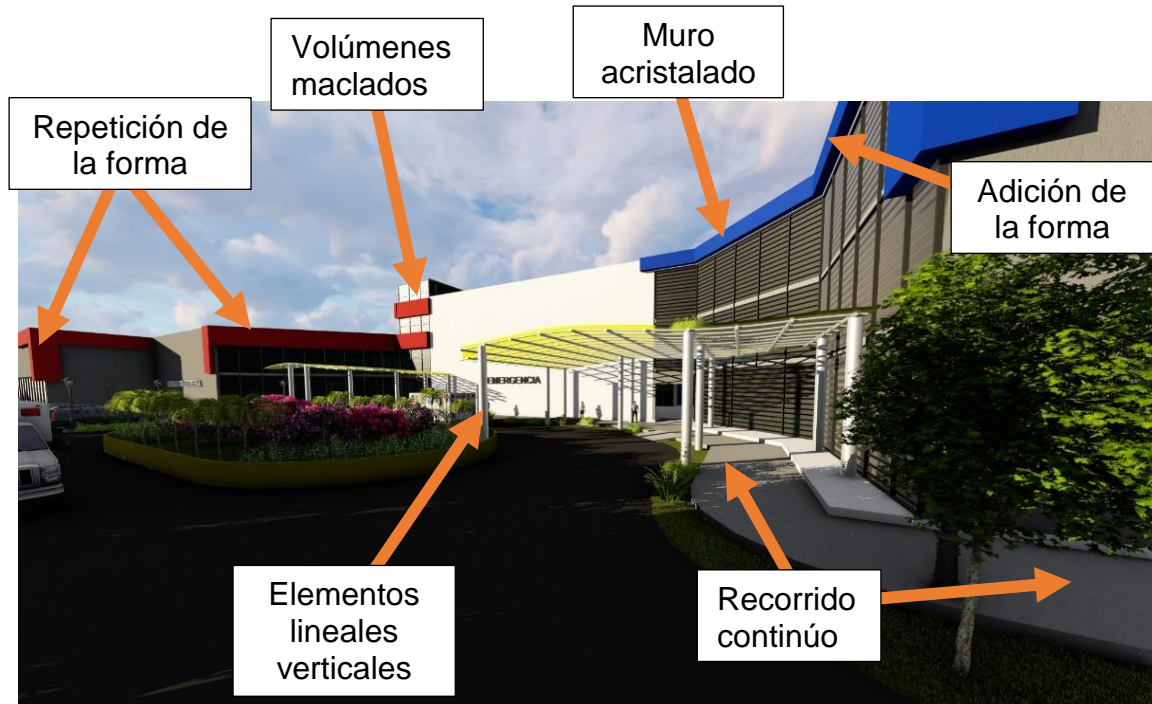 Volúmenes
maclados
Muro
acristalado
Repetición de
la forma
Adición de
la forma
EMERGENCIA
Elementos
lineales
verticales
Recorrido
continúo